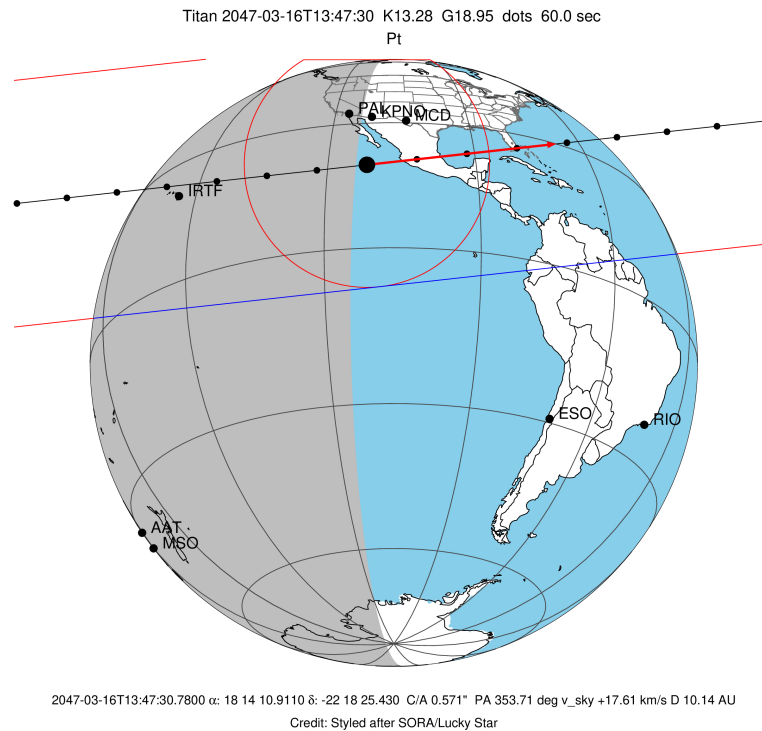 Titan 2047-03-16T13:47:30 K13.28 G18.95 dots 60.0 sec
Pt
PAL KPNO MCD
IRTF
ESO
RIO
AAT
MSO
2047-03-16T13:47:30.7800 α: 18 14 10.9110 δ: -22 18 25.430 C/A 0.571" PA 353.71 deg v_sky +17.61 km/s D 10.14 AU
Credit: Styled after SORA/Lucky Star